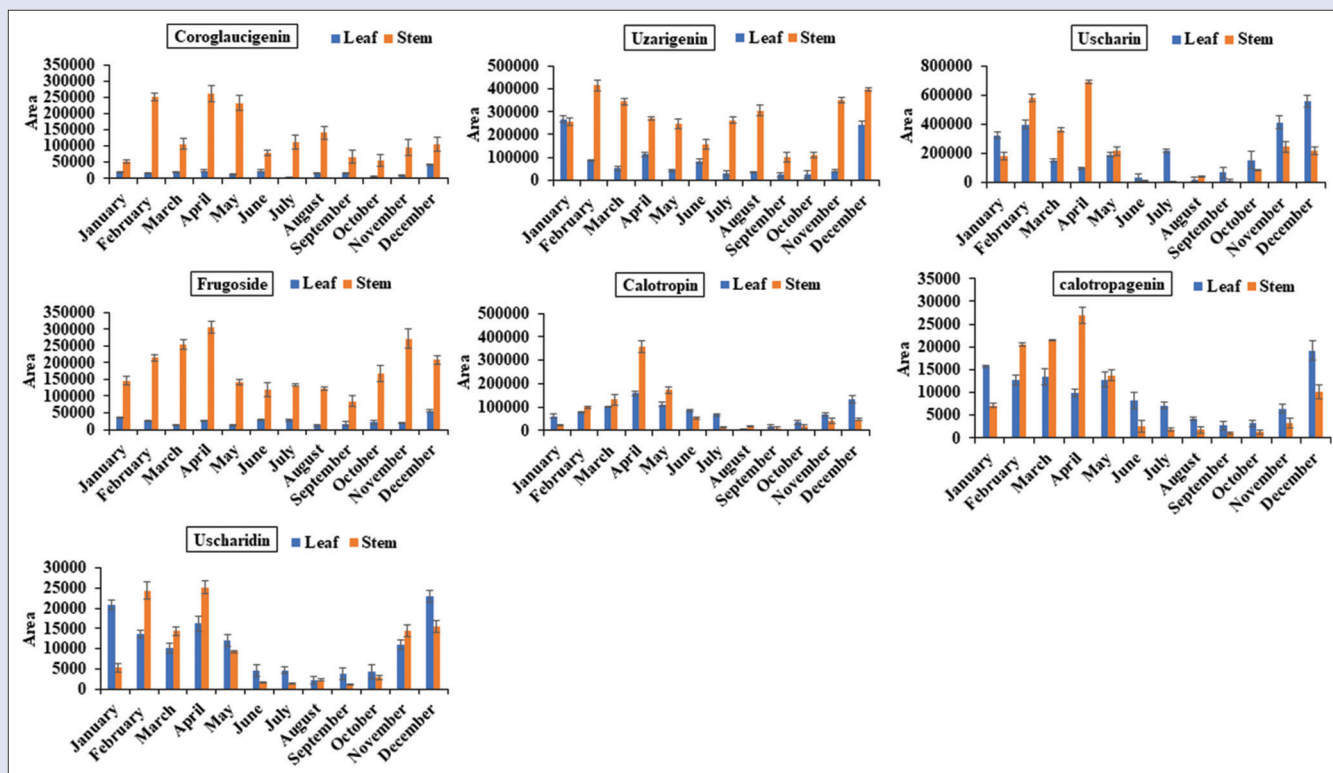 Coroglaucigenin Leaf Stem
350000
300000
250000
200000
150000
100000
50000
0
Area
January
February
March
April
May
June
July
August
September
October
November
December
Uzarigenin Leaf Stem
500000
400000
300000
200000
100000
0
Area
January
February
March
April
May
June
July
August
September
October
November
December
Uscharin Leaf Stem
800000
600000
400000
200000
0
Area
January
February
March
April
May
June
July
August
September
October
November
December
Frugoside Leaf Stem
350000
300000
250000
200000
150000
100000
50000
0
Area
January
February
March
April
May
June
July
August
September
October
November
December
Calotropin Leaf Stem
500000
400000
300000
200000
100000
0
Area
January
February
March
April
May
June
July
August
September
October
November
December
calotropagenin Leaf Stem
35000
30000
25000
20000
15000
10000
5000
0
Area
January
February
March
April
May
June
July
August
September
October
November
December
Uscharidin Leaf Stem
30000
25000
20000
15000
10000
5000
0
Area
January
February
March
April
May
June
July
August
September
October
November
December